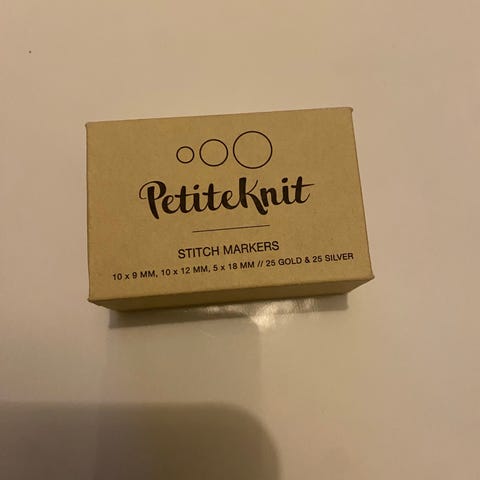 PetiteKnit
STITCH MARKERS
10 x 9 MM, 10 x 12 MM, 5 x 18 MM // 25 GOLD & 25 SILVER